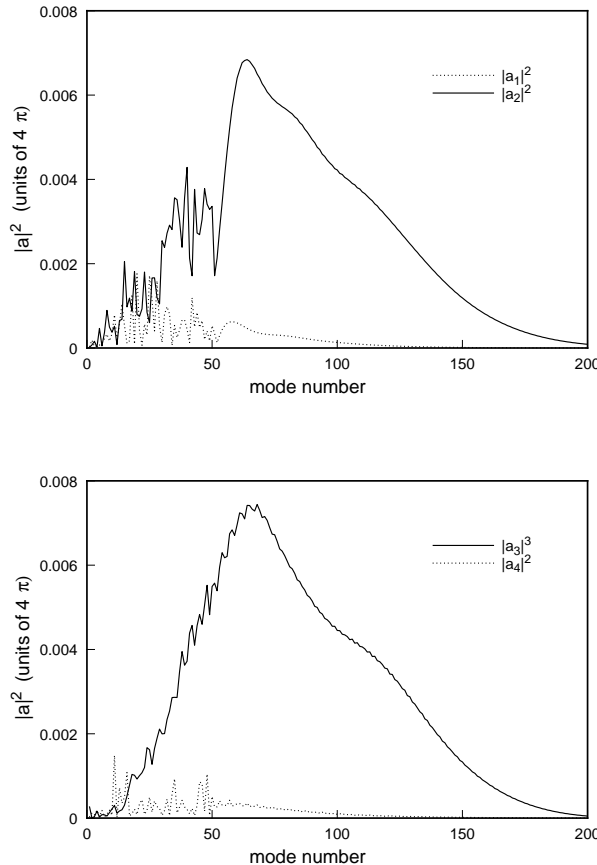 0.008
0.006
0.004
0.002
0
|a|² (units of 4 π)
|a₁|²
|a₂|²
0 50 100 150 200
mode number
0.008
0.006
0.004
0.002
0
|a|² (units of 4 π)
|a₃|³
|a₄|²
0 50 100 150 200
mode number